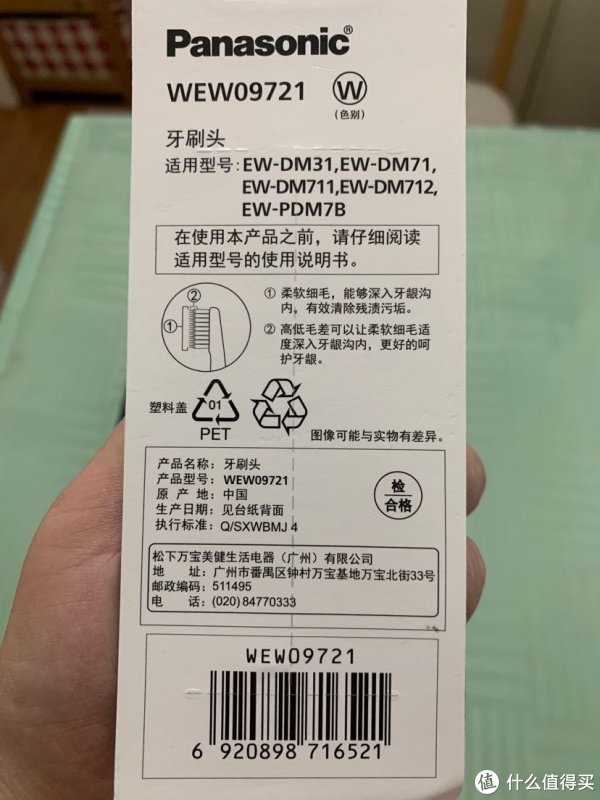 Panasonic®
WEW09721 W
(色别)
牙刷头
适用型号:EW-DM31,EW-DM71,
EW-DM711,EW-DM712,
EW-PDM7B
在使用本产品之前，请仔细阅读
适用型号的使用说明书。
② ①
① 柔软细毛，能够深入牙龈沟
内，有效清除残渍污垢。
② 高低毛差可以让柔软细毛适
度深入牙龈沟内，更好的呵
护牙龈。
塑料盖 01
PET
图像可能与实物有差异。
产品名称：牙刷头
产品型号：WEW09721
原 产 地：中国
生产日期：见台纸背面
执行标准：Q/SXWBMJ 4
检
合格
松下万宝美健生活电器（广州）有限公司
地 址：广州市番禺区钟村万宝基地万宝北街33号
邮政编码：511495
电 话：(020) 84770333
WEW09721
6 920898 716521
值 什么值得买